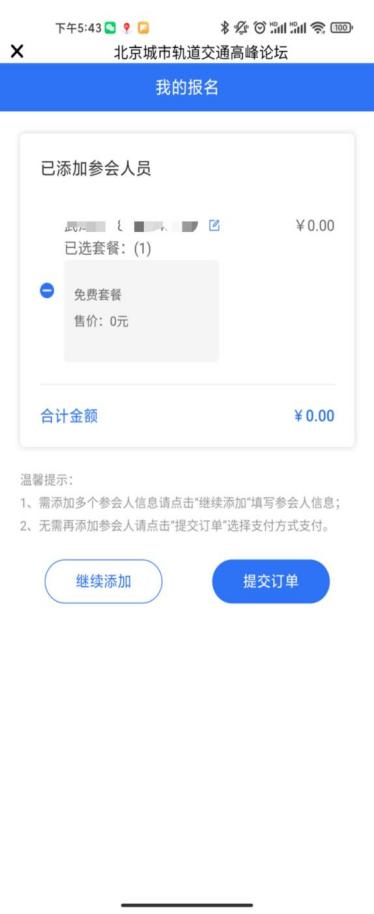 下午5:43
100
北京城市轨道交通高峰论坛
我的报名
已添加参会人员
￥0.00
已选套餐：(1)
免费套餐
售价：0元
合计金额
￥0.00
温馨提示：
1、需添加多个参会人信息请点击“继续添加”填写参会人信息；
2、无需再添加参会人请点击“提交订单”选择支付方式支付。
继续添加
提交订单